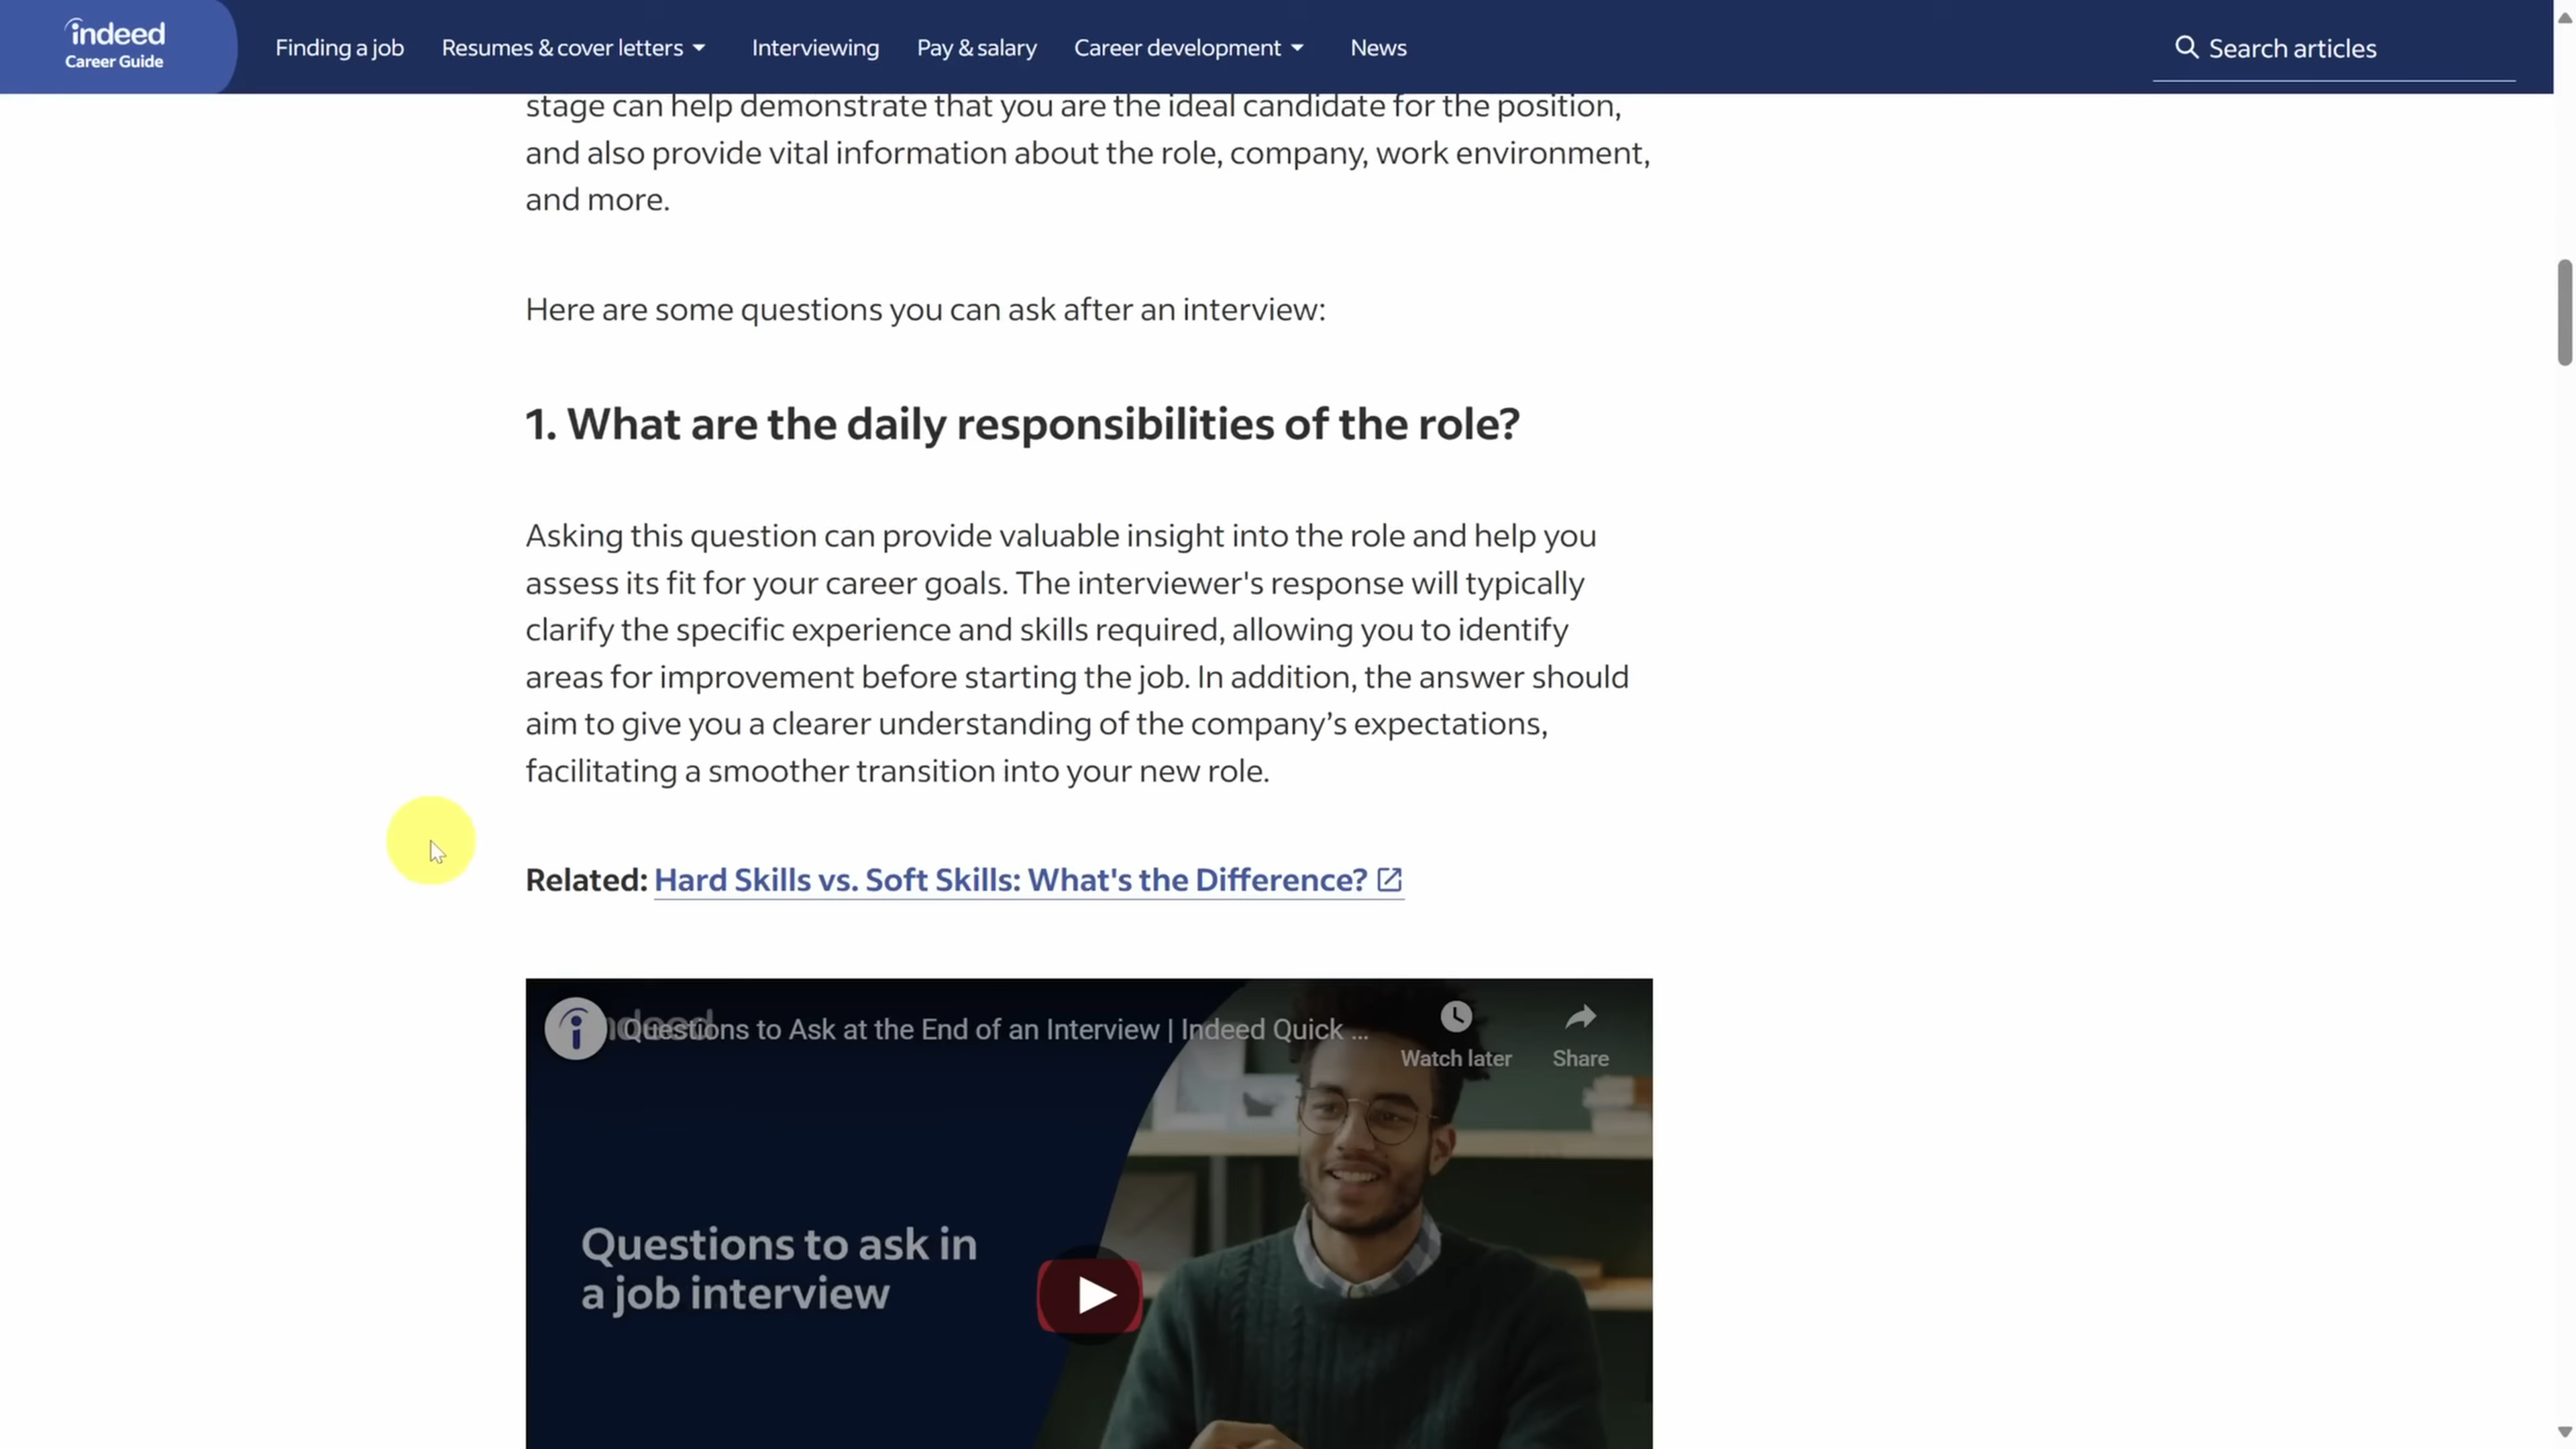 indeed
Career Guide
Finding a job
Resumes & cover letters
Interviewing
Pay & salary
Career development
News
Search articles
stage can help demonstrate that you are the ideal candidate for the position,
and also provide vital information about the role, company, work environment,
and more.
Here are some questions you can ask after an interview:
1. What are the daily responsibilities of the role?
Asking this question can provide valuable insight into the role and help you
assess its fit for your career goals. The interviewer's response will typically
clarify the specific experience and skills required, allowing you to identify
areas for improvement before starting the job. In addition, the answer should
aim to give you a clearer understanding of the company’s expectations,
facilitating a smoother transition into your new role.
Related: Hard Skills vs. Soft Skills: What's the Difference?
indeed
Questions to Ask at the End of an Interview | Indeed Quick ...
Watch later
Share
Questions to ask in
a job interview